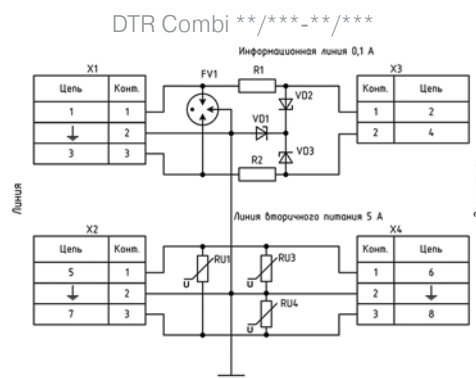 DTR Combi **/***-**/***
Информационная линия 0,1 А
X1
Цепь Конт.
1 1
2
3 3
FV1
R1
VD2
VD1
VD3
R2
X3
Цепь Конт.
1 2
2 4
Линия
Линия вторичного питания 5 А
X2
Цепь Конт.
5 1
2
7 3
RU1
U
RU3
U
RU4
U
X4
Конт. Цепь
1 6
2
3 8